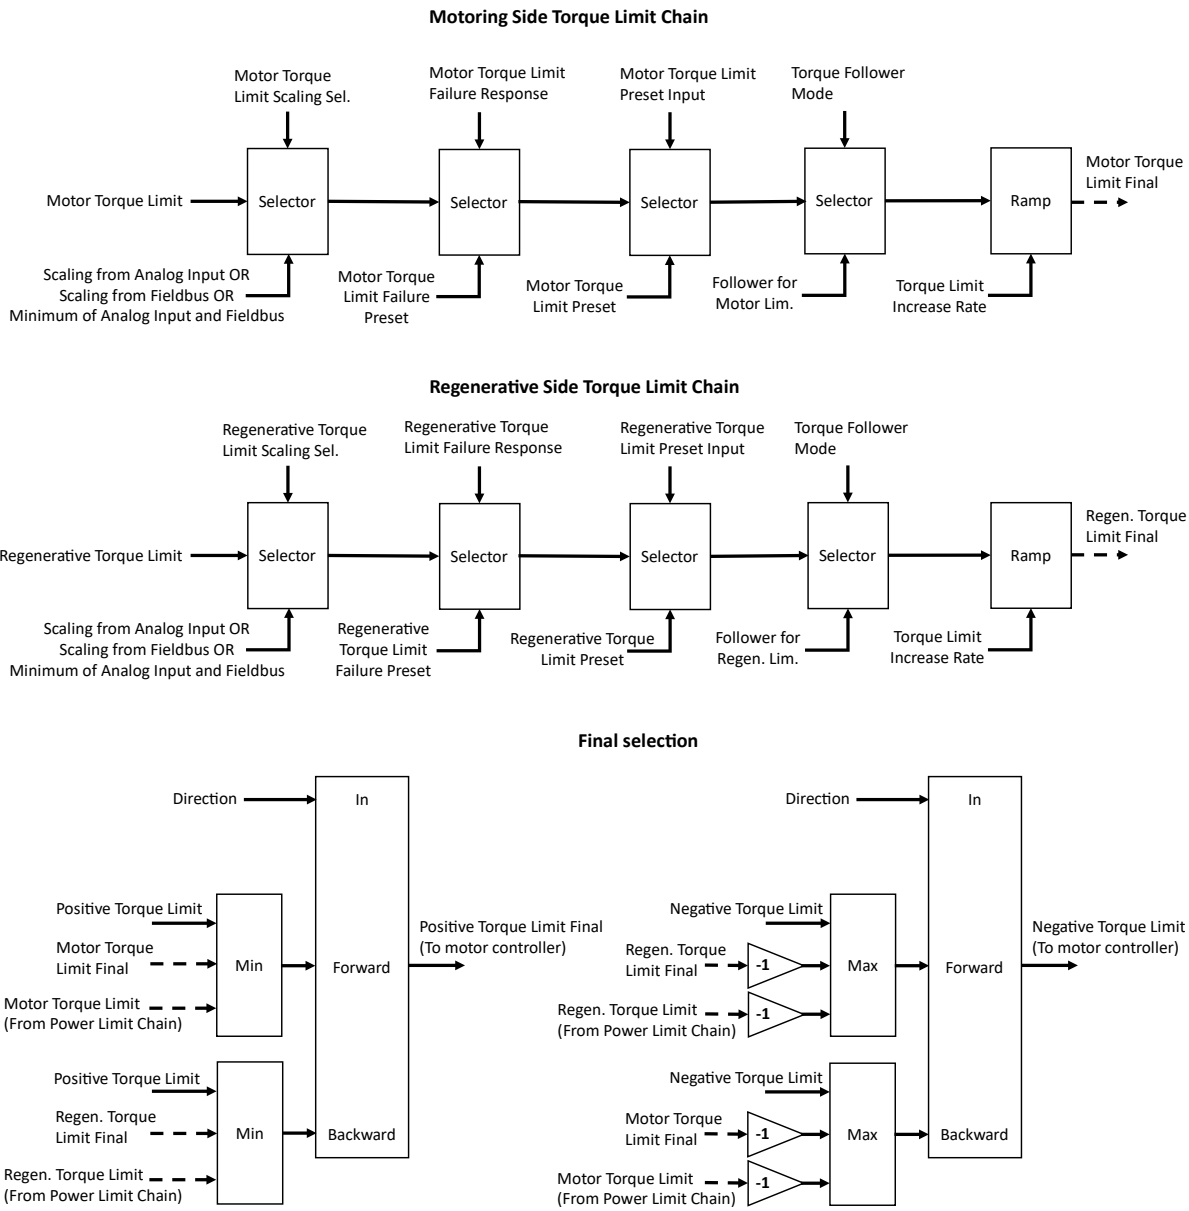 Motoring Side Torque Limit Chain
Motor Torque
Limit Scaling Sel.
Motor Torque Limit
Failure Response
Motor Torque Limit
Preset Input
Torque Follower
Mode
Motor Torque Limit
Selector
Selector
Selector
Selector
Ramp
Motor Torque
Limit Final
Scaling from Analog Input OR
Scaling from Fieldbus OR
Minimum of Analog Input and Fieldbus
Motor Torque
Limit Failure
Preset
Motor Torque
Limit Preset
Follower for
Motor Lim.
Torque Limit
Increase Rate
Regenerative Side Torque Limit Chain
Regenerative Torque
Limit Scaling Sel.
Regenerative Torque
Limit Failure Response
Regenerative Torque
Limit Preset Input
Torque Follower
Mode
Regenerative Torque Limit
Selector
Selector
Selector
Selector
Ramp
Regen. Torque
Limit Final
Scaling from Analog Input OR
Scaling from Fieldbus OR
Minimum of Analog Input and Fieldbus
Regenerative
Torque Limit
Failure Preset
Regenerative Torque
Limit Preset
Follower for
Regen. Lim.
Torque Limit
Increase Rate
Final selection
Direction
In
Positive Torque Limit
Motor Torque
Limit Final
Motor Torque Limit
(From Power Limit Chain)
Min
Forward
Positive Torque Limit Final
(To motor controller)
Positive Torque Limit
Regen. Torque
Limit Final
Regen. Torque Limit
(From Power Limit Chain)
Min
Backward
Direction
In
Negative Torque Limit
Regen. Torque
Limit Final
-1
Regen. Torque Limit
(From Power Limit Chain)
-1
Max
Forward
Negative Torque Limit
(To motor controller)
Negative Torque Limit
Motor Torque
Limit Final
-1
Motor Torque Limit
(From Power Limit Chain)
-1
Max
Backward